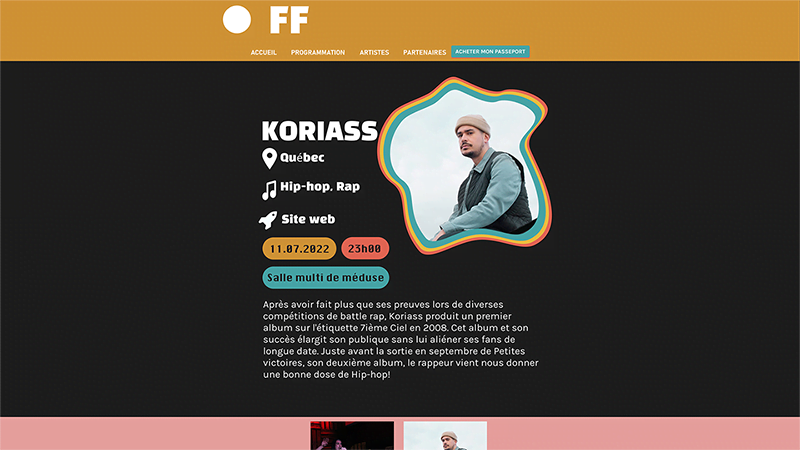 FF
ACCUEIL PROGRAMMATION ARTISTES PARTENAIRES ACHETER MON PASSEPORT
KORIASS
Québec
Hip-hop, Rap
Site web
11.07.2022 23h00
Salle multi de méduse
Après avoir fait plus que ses preuves lors de diverses
compétitions de battle rap, Koriass produit un premier
album sur l'étiquette 7ième Ciel en 2008. Cet album et son
succès élargit son publique sans lui aliéner ses fans de
longue date. Juste avant la sortie en septembre de Petites
victoires, son deuxième album, le rappeur vient nous donner
une bonne dose de Hip-hop!